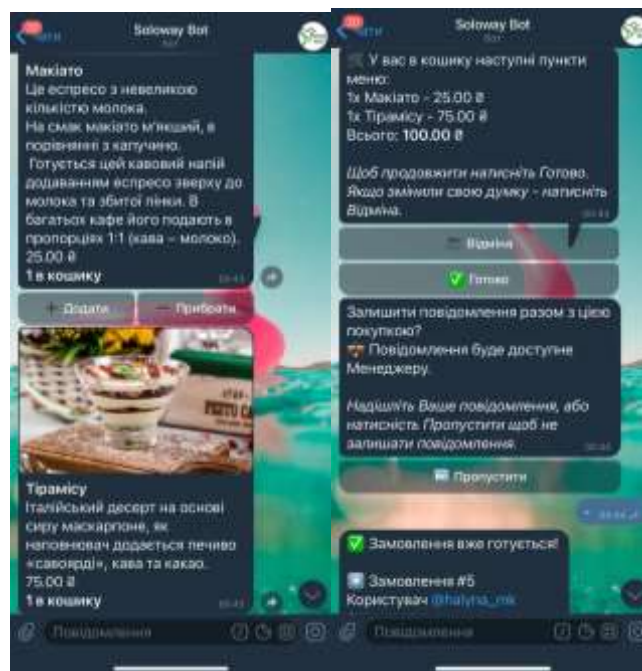 Soloway Bot
бот
Макіато
Це еспресо з невеликою
кількістю молока.
На смак макіато м'якший, в
порівнянні з капучино.
Готується цей кавовий напій
додаванням еспресо зверху до
молока та збитої пінки. В
багатьох кафе його подають в
пропорціях 1:1 (кава – молоко).
25.00 ₴
1 в кошику
+ Додати
— Прибрати
Тірамісу
Італійський десерт на основі
сиру маскарпоне, як
наповнювач додається печиво
«савоярді», кава та какао.
75.00 ₴
1 в кошику
Повідомлення
Soloway Bot
бот
У вас в кошику наступні пункти
меню:
1x Макіато - 25.00 ₴
1x Тірамісу - 75.00 ₴
Всього: 100.00 ₴
Щоб продовжити натисніть Готово.
Якщо змінили свою думку - натисніть
Відміна.
Відміна
Готово
Залишити повідомлення разом з цією
покупкою?
Повідомлення буде доступне
Менеджеру.
Надішліть Ваше повідомлення, або
натисність Пропустити щоб не
залишати повідомлення.
Пропустити
Замовлення вже готується!
Замовлення #5
Користувач @halyna_mk
Повідомлення